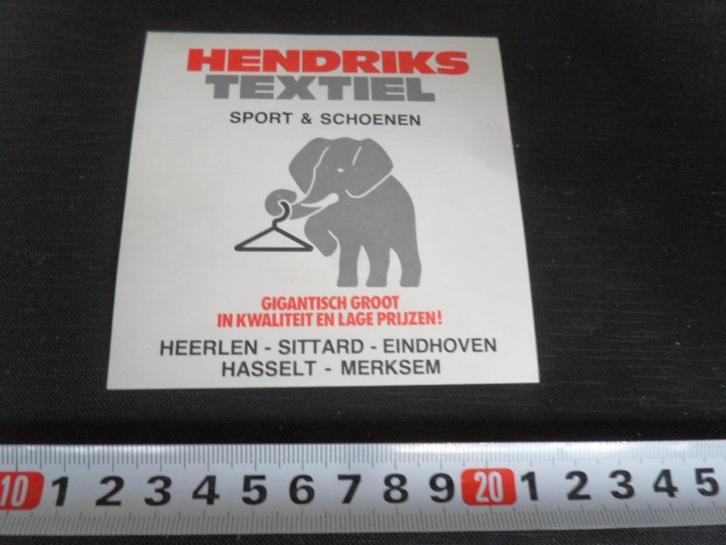 HENDRIKS
TEXTIEL
SPORT & SCHOENEN
GIGANTISCH GROOT
IN KWALITEIT EN LAGE PRIJZEN!
HEERLEN - SITTARD - EINDHOVEN
HASSELT - MERKSEM
10 1 2 3 4 5 6 7 8 9 20 1 2 3 4 5